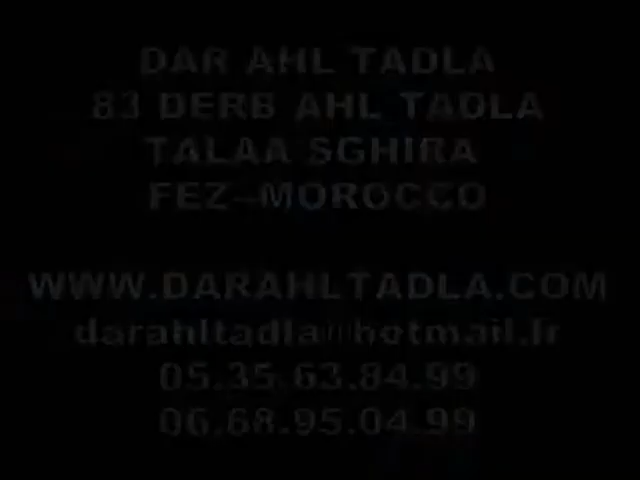 DAR AHL TADLA
83 DERB AHL TADLA
TALAA SGHIRA
FEZ-MOROCCO
WWW.DARAHLTADLA.COM
darahltadla@hotmail.fr
05.35.63.84.99
06.68.95.04.99